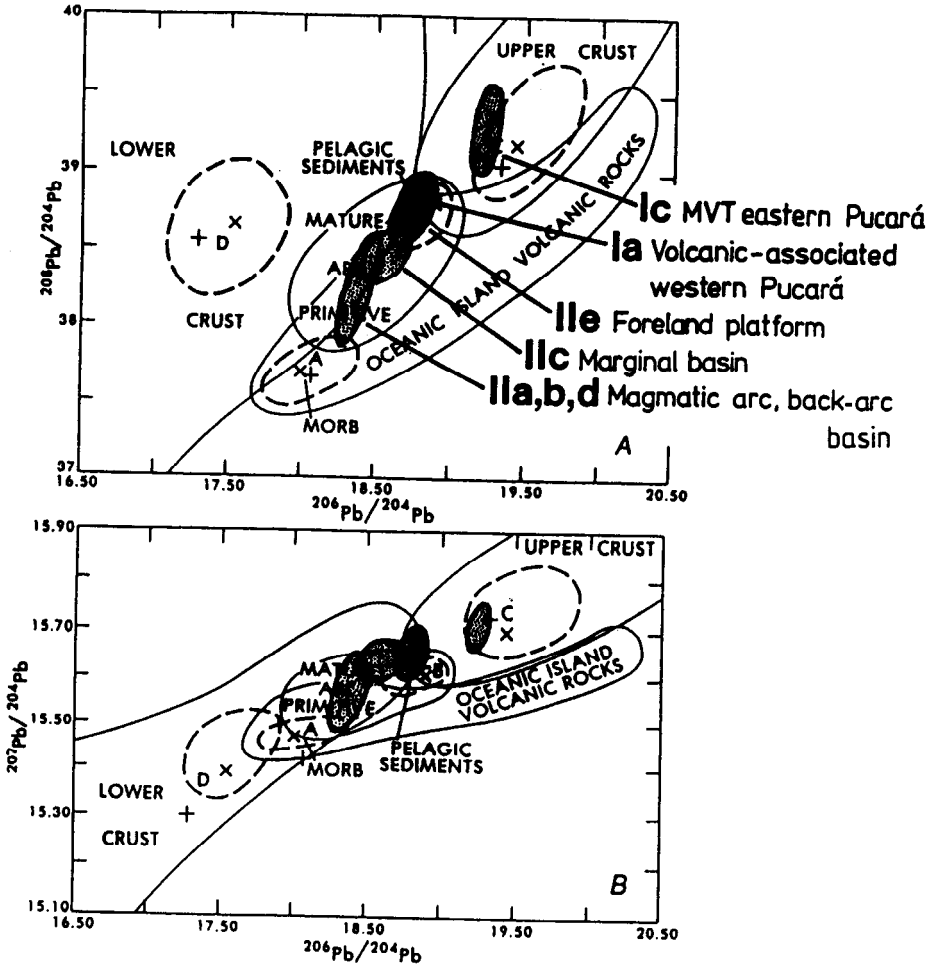 40
UPPER CRUST
LOWER
PELAGIC
SEDIMENTS
39
MATURE
208Pb/204Pb
D
Ic MVT eastern Pucará
Ia Volcanic-associated
western Pucará
38
CRUST
PRIMITIVE
OCEANIC ISLAND VOLCANIC ROCKS
IIe Foreland platform
A
IIc Marginal basin
IIa,b,d Magmatic arc, back-arc
basin
MORB
A
37
16.50 17.50 18.50 19.50 20.50
206Pb/204Pb
15.90
UPPER CRUST
15.70
C
OCEANIC ISLAND
VOLCANIC ROCKS
PRIMITIVE
207Pb/204Pb
15.50
A
PELAGIC
SEDIMENTS
MORB
D
LOWER
15.30
CRUST
B
15.10
16.50 17.50 18.50 19.50 20.50
206Pb/204Pb